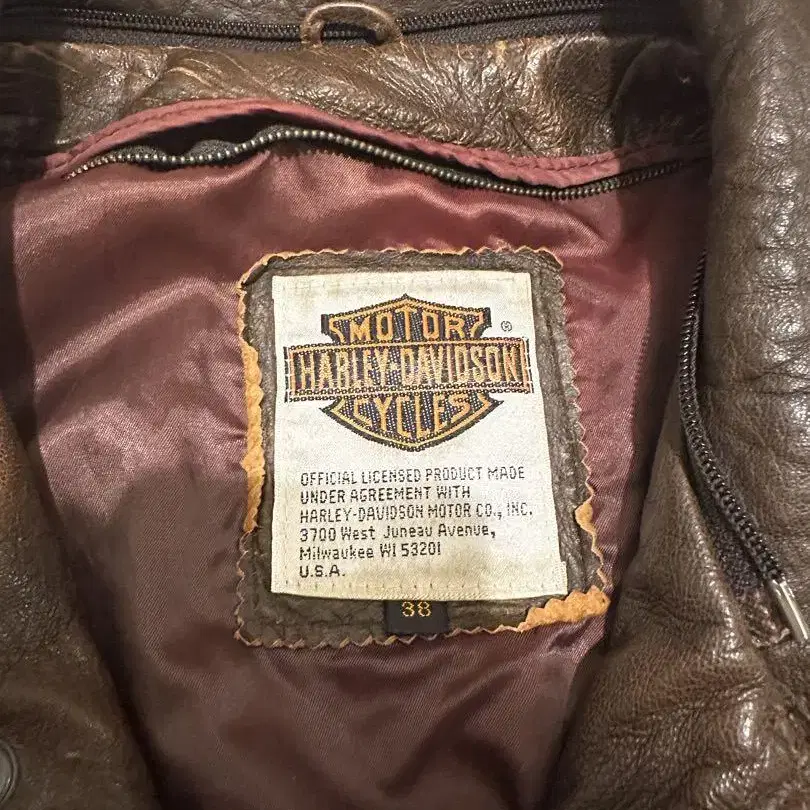 MOTOR
®
HARLEY-DAVIDSON
CYCLES
OFFICIAL LICENSED PRODUCT MADE
UNDER AGREEMENT WITH
HARLEY-DAVIDSON MOTOR CO., INC.
3700 West Juneau Avenue,
Milwaukee WI 53201
U.S.A.
38